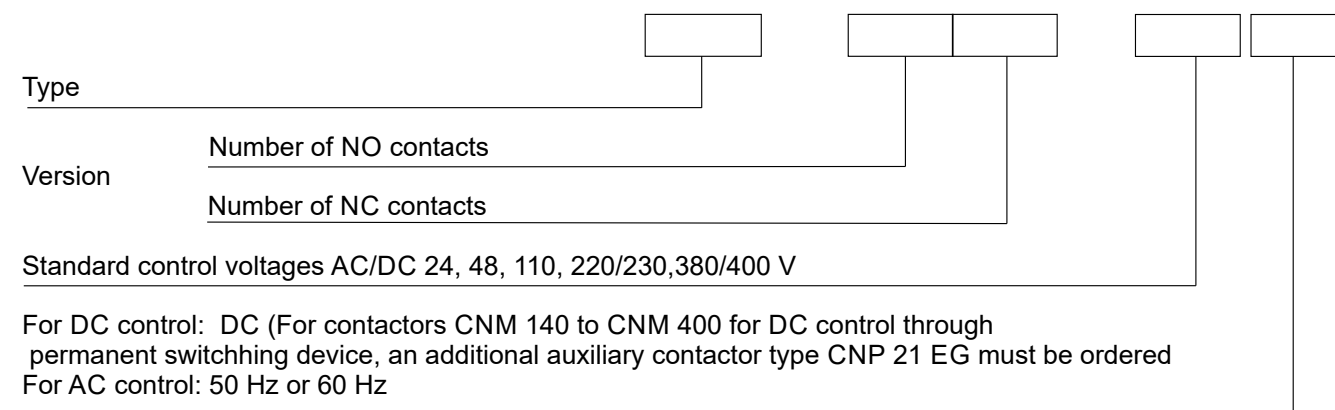 Type
Number of NO contacts
Version
Number of NC contacts
Standard control voltages AC/DC 24, 48, 110, 220/230,380/400 V
For DC control: DC (For contactors CNM 140 to CNM 400 for DC control through
permanent switchhing device, an additional auxiliary contactor type CNP 21 EG must be ordered
For AC control: 50 Hz or 60 Hz